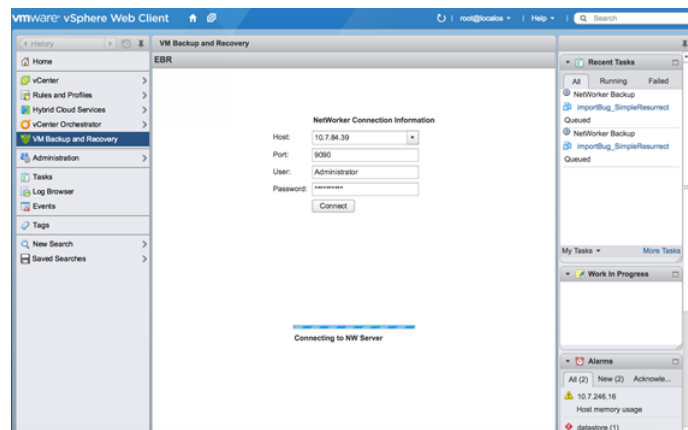 vmware® vSphere Web Client
root@localos
Help
Search
History
VM Backup and Recovery
EBR
Home
vCenter
Rules and Profiles
Hybrid Cloud Services
vCenter Orchestrator
VM Backup and Recovery
Administration
Tasks
Log Browser
Events
Tags
New Search
Saved Searches
NetWorker Connection Information
Host: 10.7.84.39
Port: 9090
User: Administrator
Password: **********
Connect
Connecting to NW Server
Recent Tasks
All Running Failed
NetWorker Backup
importBug_SimpleResurrect
Queued
NetWorker Backup
importBug_SimpleResurrect
Queued
My Tasks More Tasks
Work In Progress
Alarms
All (2) New (2) Acknowle...
10.7.246.16
Host memory usage
datastore (1)